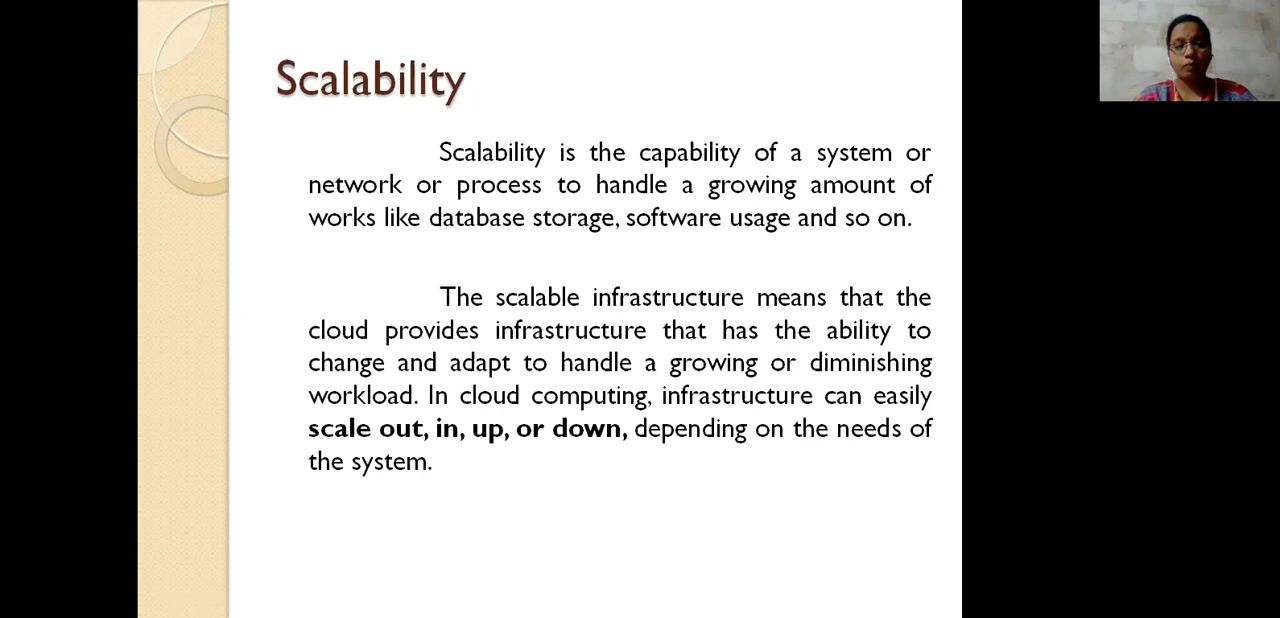 Scalability
Scalability is the capability of a system or
network or process to handle a growing amount of
works like database storage, software usage and so on.
The scalable infrastructure means that the
cloud provides infrastructure that has the ability to
change and adapt to handle a growing or diminishing
workload. In cloud computing, infrastructure can easily
scale out, in, up, or down, depending on the needs of
the system.